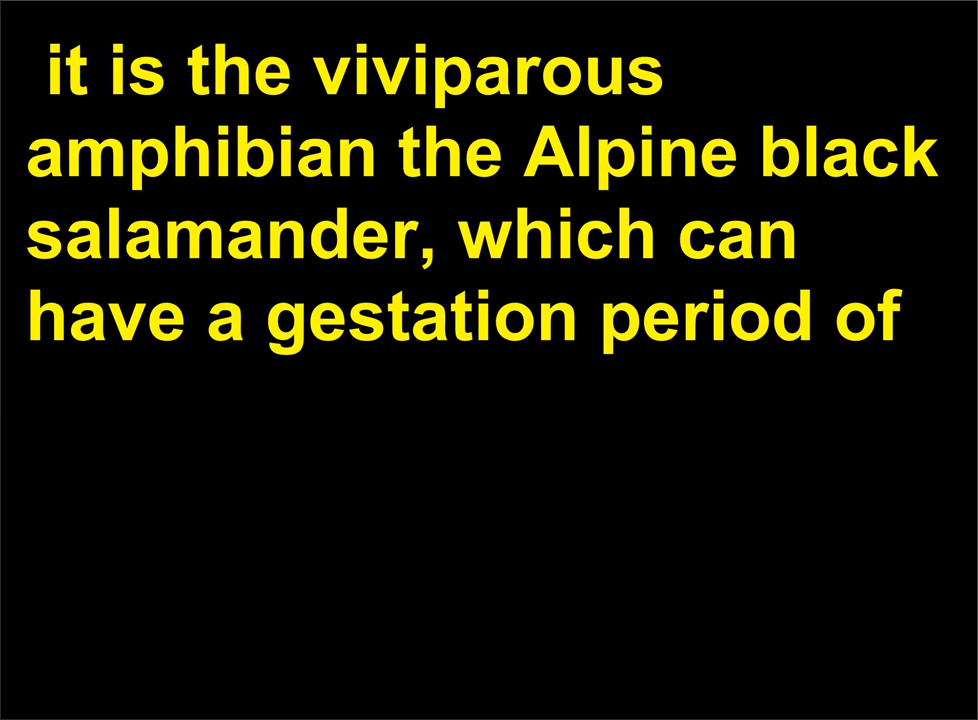 it is the viviparous
amphibian the Alpine black
salamander, which can
have a gestation period of